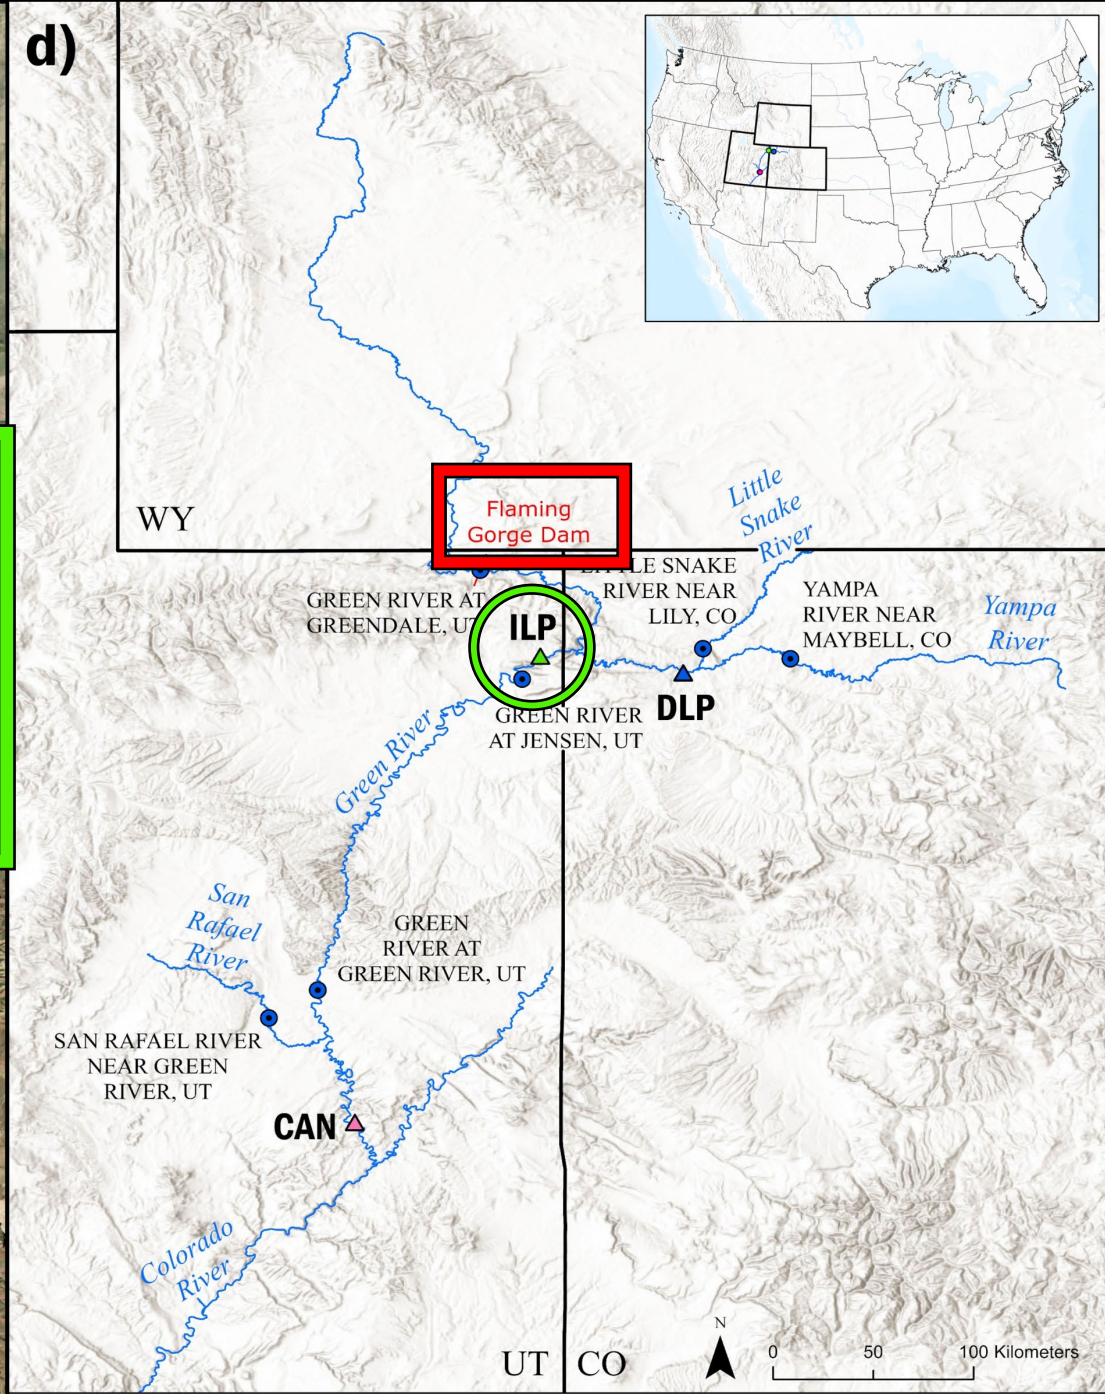 d)
WY
Flaming
Gorge Dam
Little
Snake
River
LITTLE SNAKE
RIVER NEAR
LILY, CO
YAMPA
RIVER NEAR
MAYBELL, CO
Yampa
River
GREEN RIVER AT
GREENDALE, UT
ILP
DLP
GREEN RIVER
AT JENSEN, UT
Green River
San
Rafael
River
GREEN
RIVER AT
GREEN RIVER, UT
SAN RAFAEL RIVER
NEAR GREEN
RIVER, UT
CAN
Colorado
River
UT
CO
N
0 50 100 Kilometers